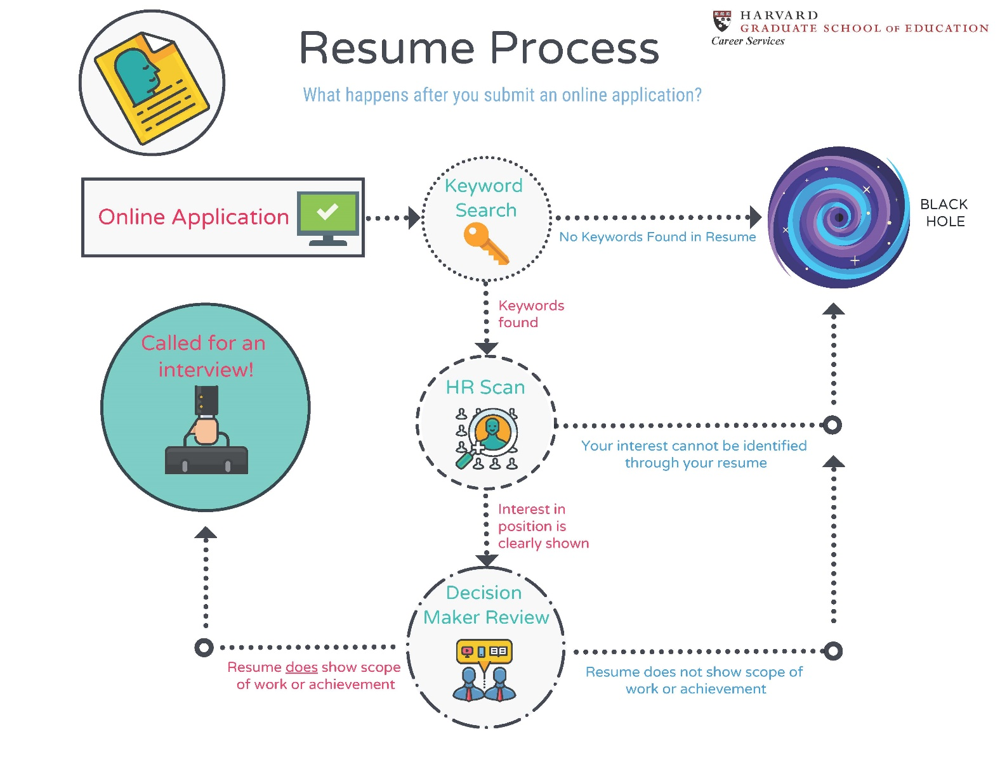 HARVARD
GRADUATE SCHOOL OF EDUCATION
Career Services
Resume Process
What happens after you submit an online application?
Online Application
Keyword
Search
No Keywords Found in Resume
BLACK
HOLE
Keywords
found
Called for an
interview!
HR Scan
Your interest cannot be identified
through your resume
Interest in
position is
clearly shown
Decision
Maker Review
Resume does show scope
of work or achievement
Resume does not show scope of
work or achievement